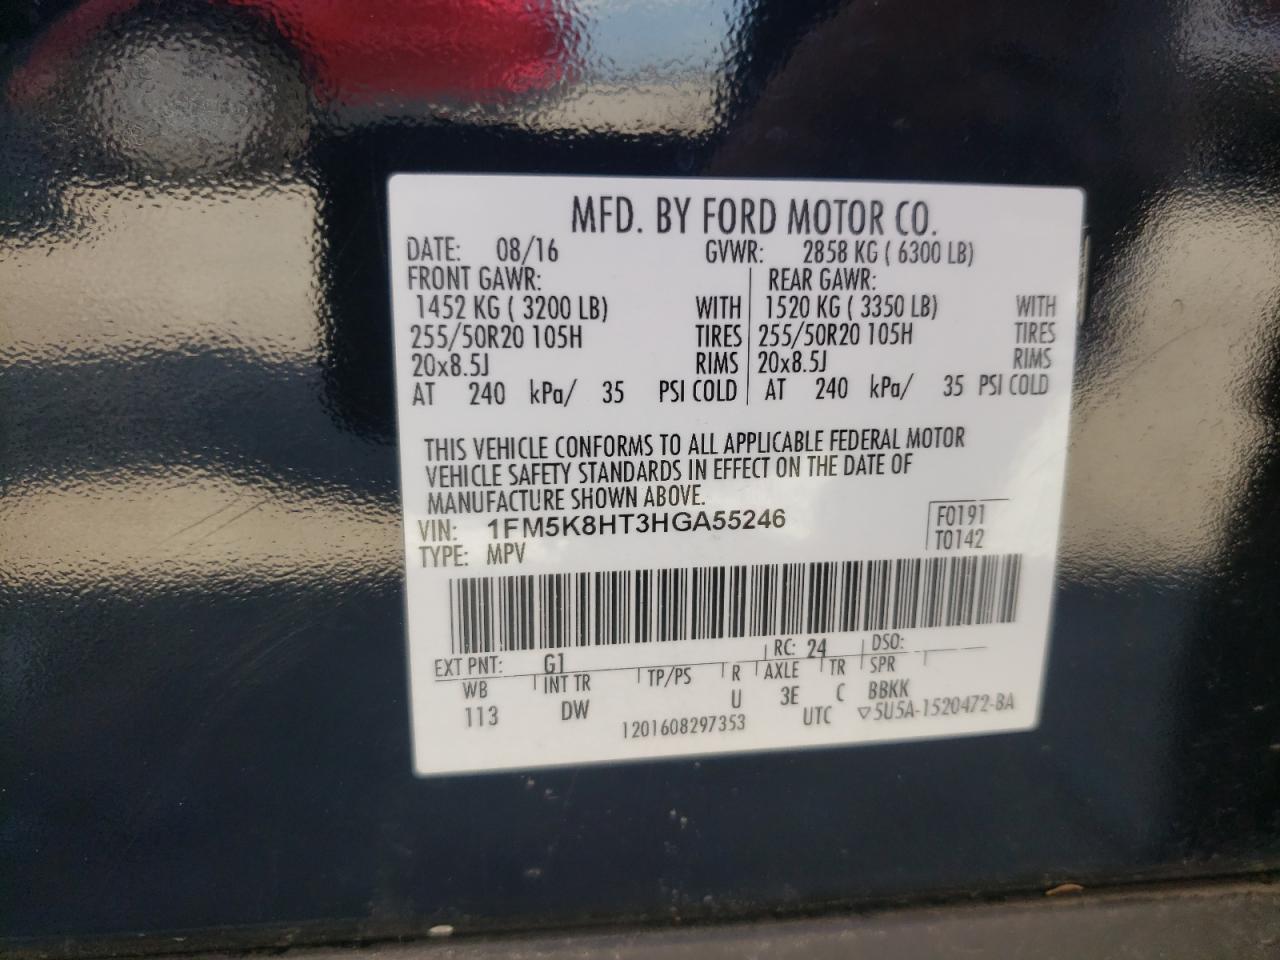 MFD. BY FORD MOTOR CO.
DATE: 08/16 GVWR: 2858 KG ( 6300 LB)
FRONT GAWR: REAR GAWR:
1452 KG ( 3200 LB) WITH 1520 KG ( 3350 LB) WITH
255/50R20 105H TIRES 255/50R20 105H TIRES
20x8.5J RIMS 20x8.5J RIMS
AT 240 kPa/ 35 PSI COLD AT 240 kPa/ 35 PSI COLD
THIS VEHICLE CONFORMS TO ALL APPLICABLE FEDERAL MOTOR
VEHICLE SAFETY STANDARDS IN EFFECT ON THE DATE OF
MANUFACTURE SHOWN ABOVE.
VIN: 1FM5K8HT3HGA55246 F0191
TYPE: MPV T0142
EXT PNT: G1 RC: 24 DSO:
WB INT TR TP/PS R AXLE TR SPR
113 DW U 3E C BBKK
1201608297353 UTC ▽5U5A-1520472-BA